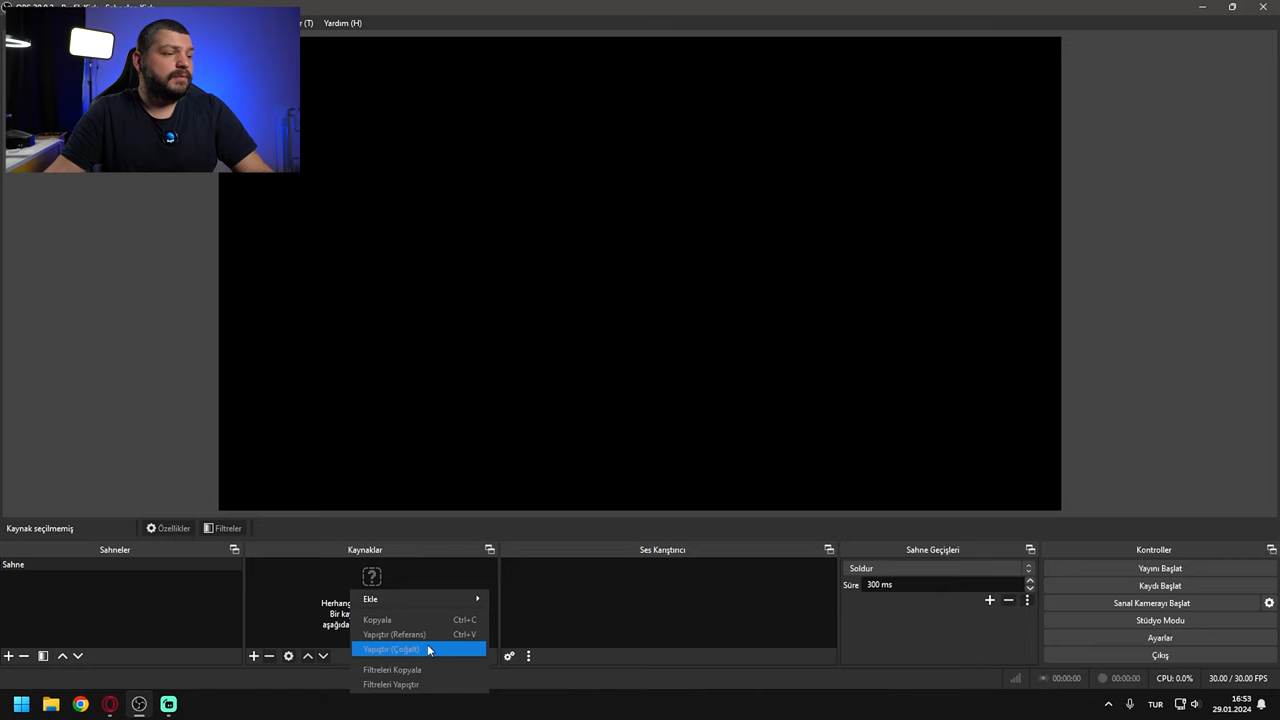 r (T) Yardım (H)
Kaynak seçilmemiş
Özellikler
Filtreler
Sahneler
Kaynaklar
Ses Karıştırıcı
Sahne Geçişleri
Kontroller
Sahne
Herhang
Bir ka
aşağıda
Ekle
Kopyala Ctrl+C
Yapıştır (Referans) Ctrl+V
Yapıştır (Çoğalt)
Filtreleri Kopyala
Filtreleri Yapıştır
Soldur
Süre 300 ms
Yayını Başlat
Kaydı Başlat
Sanal Kamerayı Başlat
Stüdyo Modu
Ayarlar
Çıkış
00:00:00
00:00:00
CPU: 0.0%
30.00 / 30.00 FPS
TUR
16:53
29.01.2024